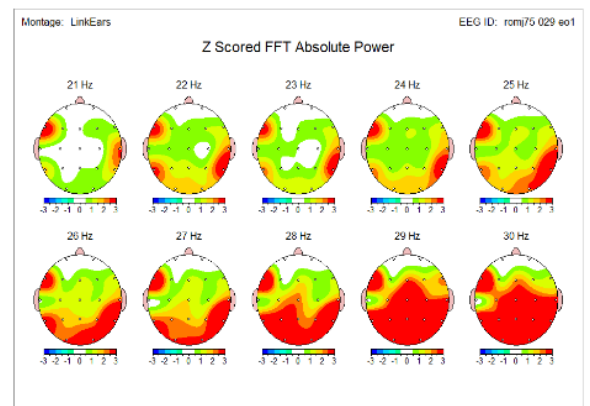 Montage: LinkEars EEG ID: romj75 029 eo1
Z Scored FFT Absolute Power
21 Hz 22 Hz 23 Hz 24 Hz 25 Hz
-3 -2 -1 0 1 2 3 -3 -2 -1 0 1 2 3 -3 -2 -1 0 1 2 3 -3 -2 -1 0 1 2 3 -3 -2 -1 0 1 2 3
26 Hz 27 Hz 28 Hz 29 Hz 30 Hz
-3 -2 -1 0 1 2 3 -3 -2 -1 0 1 2 3 -3 -2 -1 0 1 2 3 -3 -2 -1 0 1 2 3 -3 -2 -1 0 1 2 3